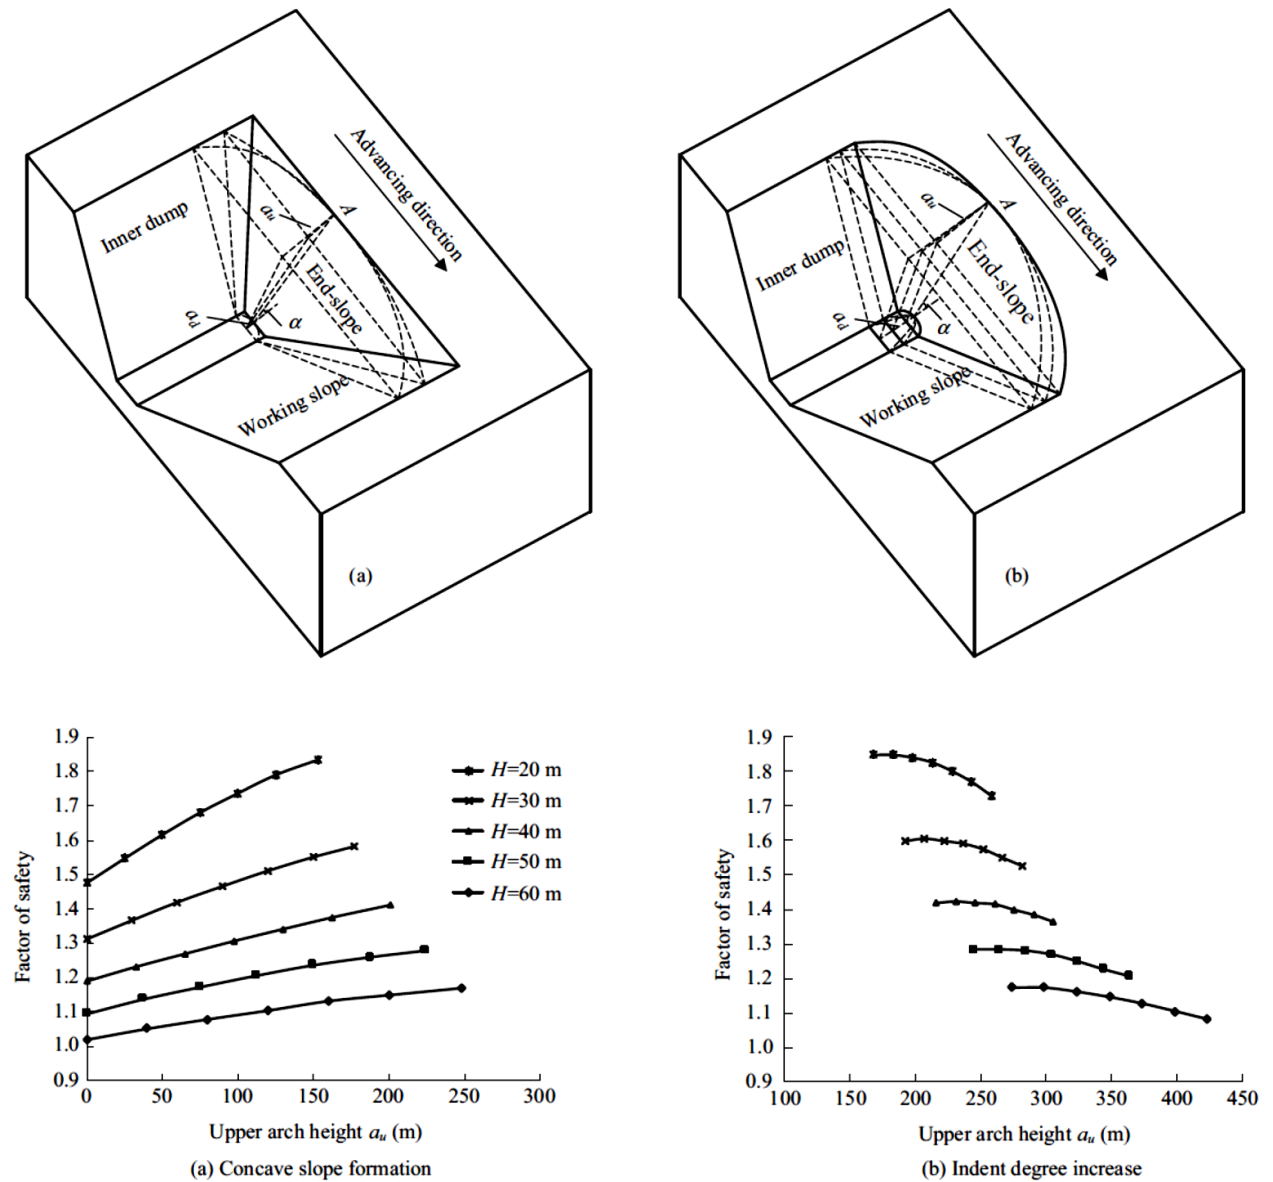 Advancing direction
Inner dump
a_u
A
End-slope
a_d
α
Working slope
(a)
Advancing direction
Inner dump
a_u
A
End-slope
a_d
α
Working slope
(b)
Factor of safety
1.9
1.8
1.7
1.6
1.5
1.4
1.3
1.2
1.1
1.0
0.9
H=20 m
H=30 m
H=40 m
H=50 m
H=60 m
0 50 100 150 200 250 300
Upper arch height a_u (m)
(a) Concave slope formation
Factor of safety
1.9
1.8
1.7
1.6
1.5
1.4
1.3
1.2
1.1
1.0
0.9
100 150 200 250 300 350 400 450
Upper arch height a_u (m)
(b) Indent degree increase